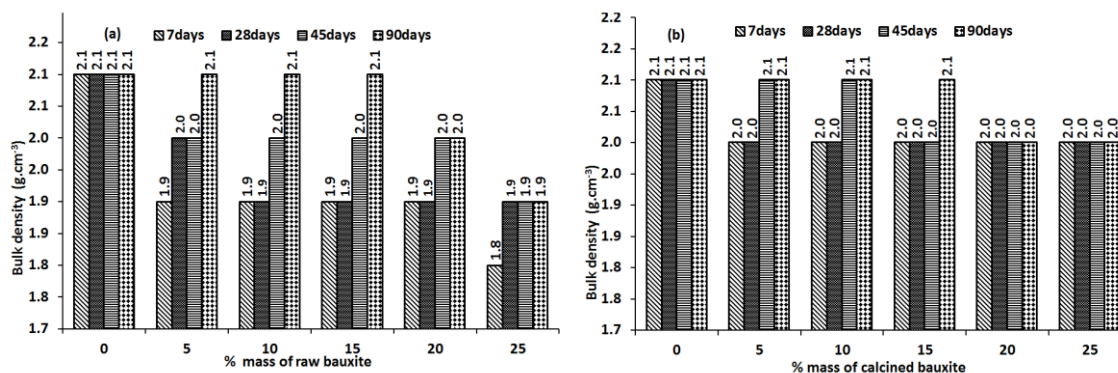 (a) 7days 28days 45days 90days
Bulk density (g.cm-3)
2.2
2.1
2.1
2.0
2.0
1.9
1.9
1.8
1.8
1.7
2.1 2.1 2.1 2.1
1.9 2.0 2.0 2.1
1.9 1.9 2.0 2.1
1.9 1.9 2.0 2.1
1.9 1.9 2.0 2.0
1.8 1.9 1.9 1.9
0 5 10 15 20 25
% mass of raw bauxite
(b) 7days 28days 45days 90days
Bulk density (g.cm-3)
2.2
2.2
2.1
2.1
2.0
2.0
1.9
1.9
1.8
1.8
1.7
2.1 2.1 2.1 2.1
2.0 2.0 2.1 2.1
2.0 2.0 2.1 2.1
2.0 2.0 2.0 2.1
2.0 2.0 2.0 2.0
2.0 2.0 2.0 2.0
0 5 10 15 20 25
% mass of calcined bauxite